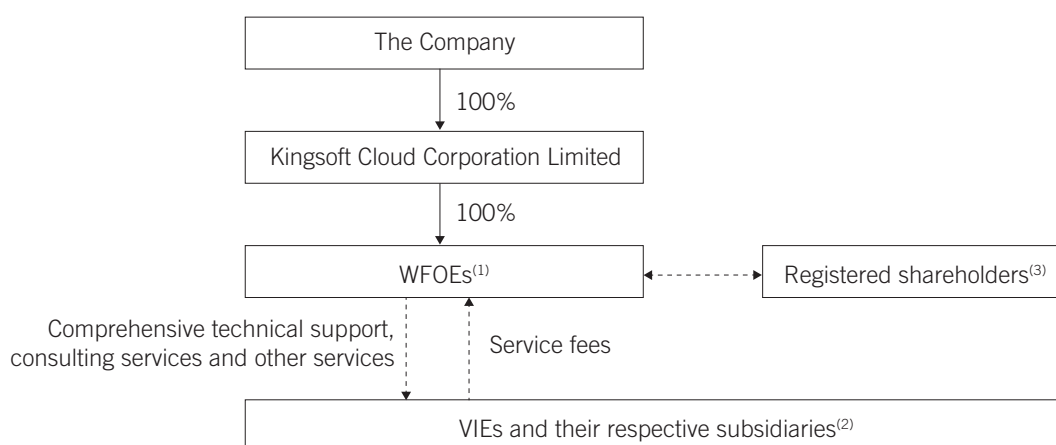 The Company
100%
Kingsoft Cloud Corporation Limited
100%
WFOEs(1)
Registered shareholders(3)
Comprehensive technical support,
consulting services and other services
Service fees
VIEs and their respective subsidiaries(2)